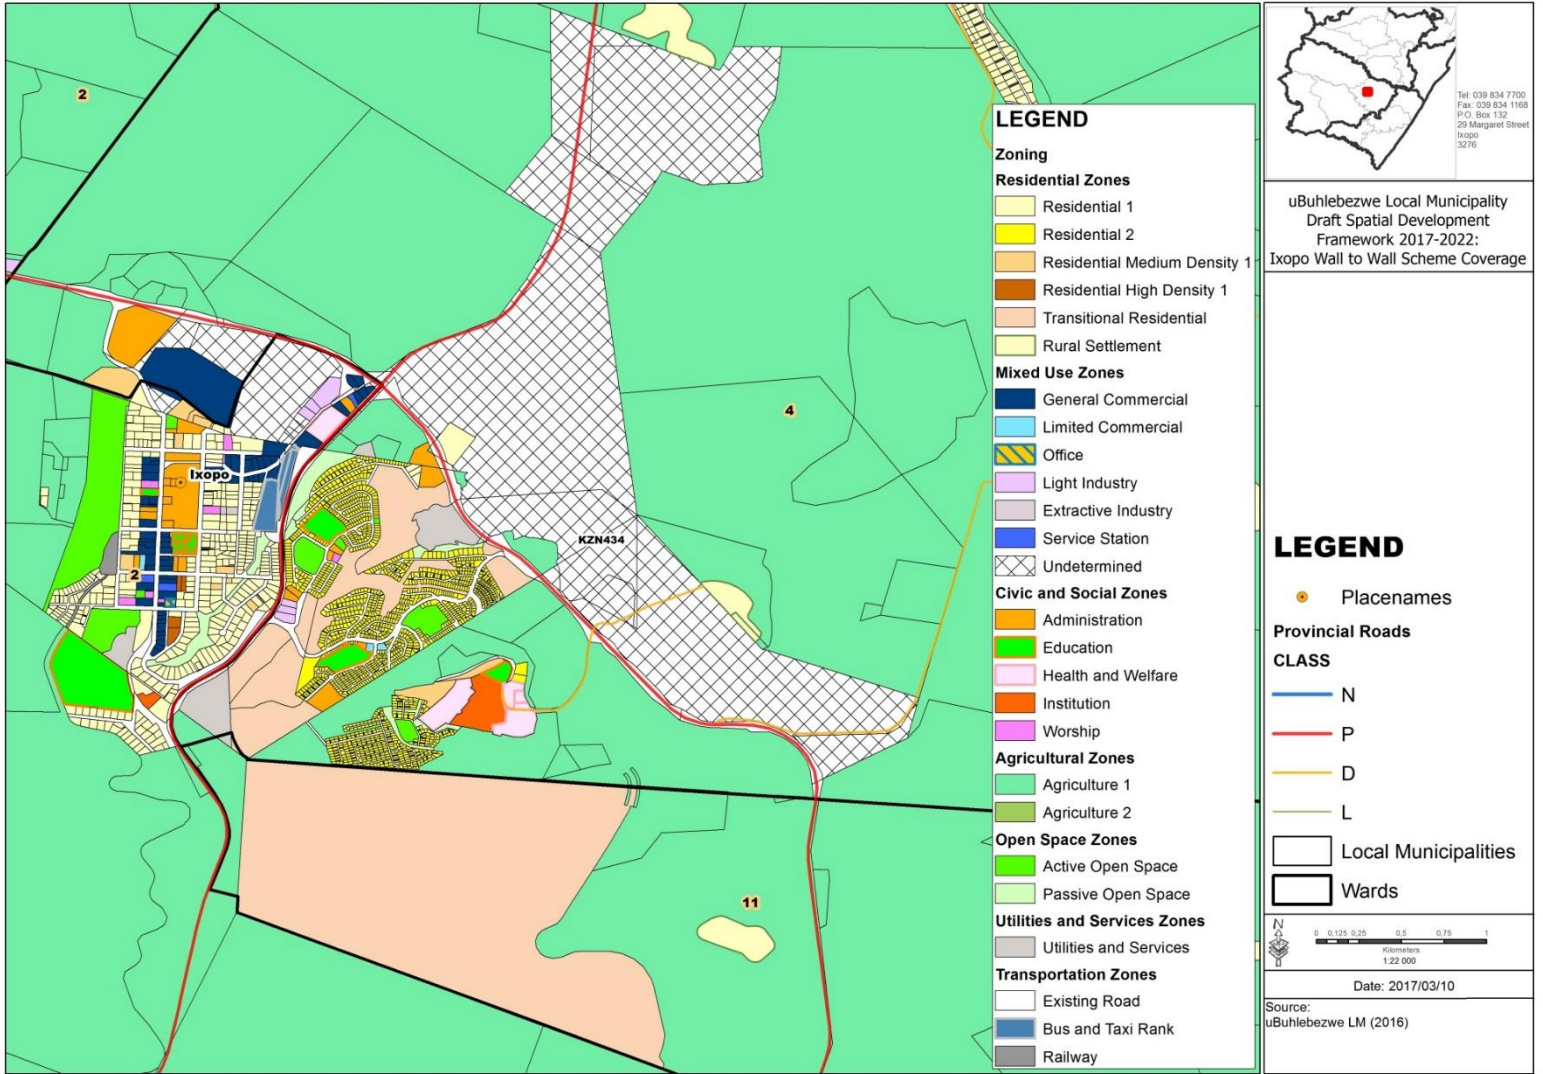 2
4
Ixopo
KZN434
2
11
LEGEND
Zoning
Residential Zones
Residential 1
Residential 2
Residential Medium Density 1
Residential High Density 1
Transitional Residential
Rural Settlement
Mixed Use Zones
General Commercial
Limited Commercial
Office
Light Industry
Extractive Industry
Service Station
Undetermined
Civic and Social Zones
Administration
Education
Health and Welfare
Institution
Worship
Agricultural Zones
Agriculture 1
Agriculture 2
Open Space Zones
Active Open Space
Passive Open Space
Utilities and Services Zones
Utilities and Services
Transportation Zones
Existing Road
Bus and Taxi Rank
Railway
Tel: 039 834 7700
Fax: 039 834 1168
P.O. Box 132
29 Margaret Street
Ixopo
3276
uBuhlebezwe Local Municipality
Draft Spatial Development
Framework 2017-2022:
Ixopo Wall to Wall Scheme Coverage
LEGEND
Placenames
Provincial Roads
CLASS
N
P
D
L
Local Municipalities
Wards
N
0 0,125 0,25 0,5 0,75 1
Kilometers
1:22 000
Date: 2017/03/10
Source:
uBuhlebezwe LM (2016)